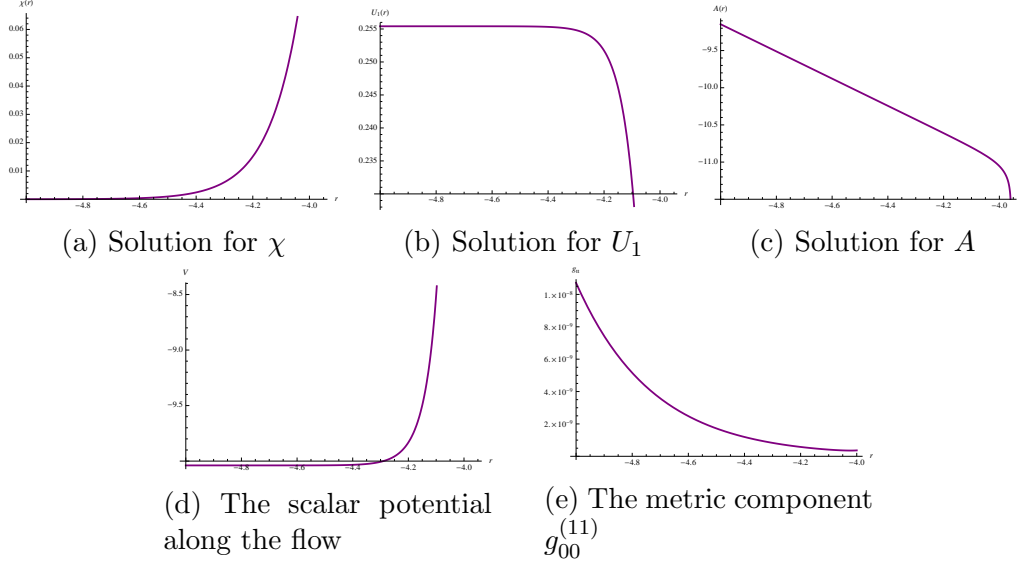 χ(r)
0.06
0.05
0.04
0.03
0.02
0.01
-4.8 -4.6 -4.4 -4.2 -4.0 r
(a) Solution for χ
U₁(r)
0.255
0.250
0.245
0.240
0.235
-4.8 -4.6 -4.4 -4.2 -4.0 r
(b) Solution for U₁
A(r)
-9.5
-10.0
-10.5
-11.0
-4.8 -4.6 -4.4 -4.2 -4.0 r
(c) Solution for A
V
-8.5
-9.0
-9.5
-4.8 -4.6 -4.4 -4.2 -4.0 r
(d) The scalar potential
along the flow
g_tt
1.×10⁻⁸
8.×10⁻⁹
6.×10⁻⁹
4.×10⁻⁹
2.×10⁻⁹
-4.8 -4.6 -4.4 -4.2 -4.0 r
(e) The metric component
g₀₀⁽¹¹⁾